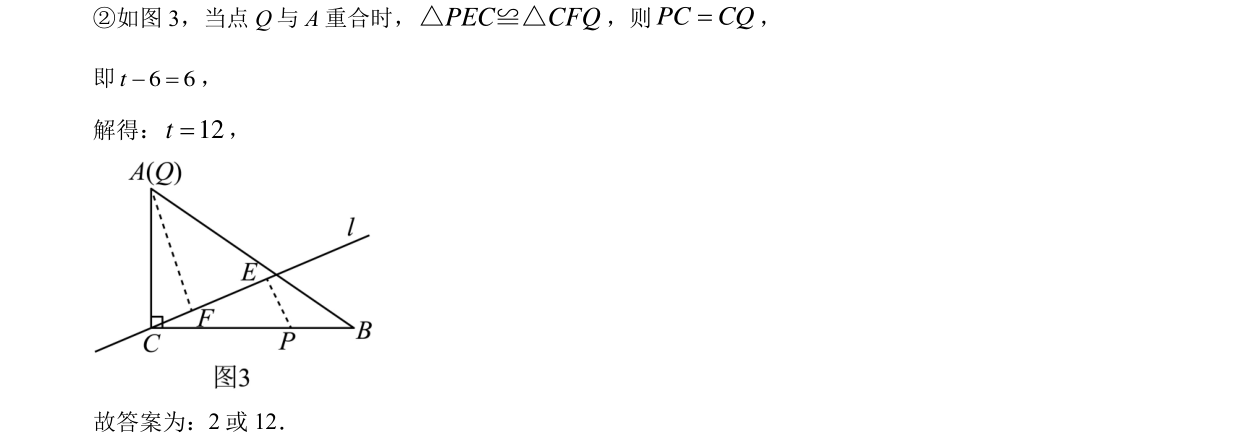 ②如图 3，当点 Q 与 A 重合时，△PEC≌△CFQ，则 PC = CQ，
即 t − 6 = 6，
解得：t = 12，
A(Q)
l
E
F
C
P
B
图3
故答案为：2 或 12．